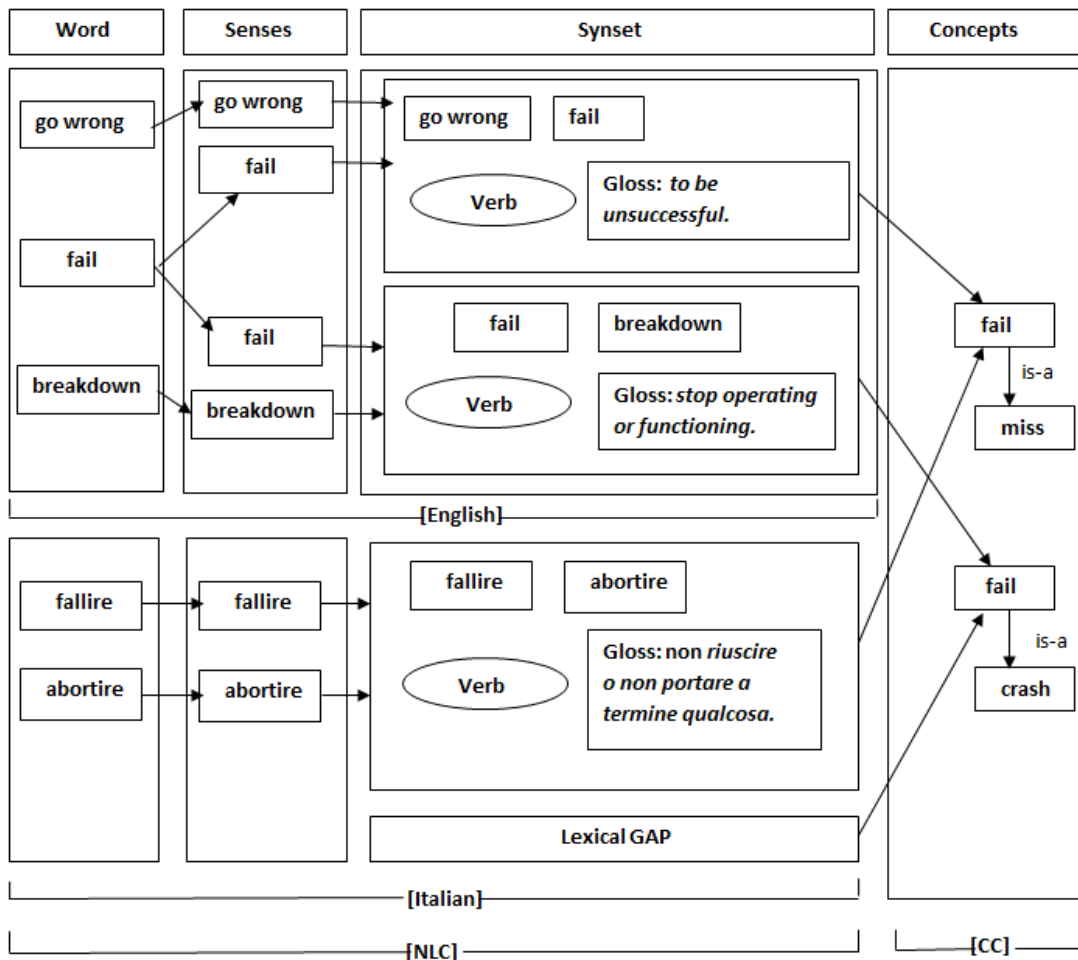 Word
Senses
Synset
Concepts
go wrong
fail
breakdown
go wrong
fail
fail
breakdown
go wrong
fail
Verb
Gloss: to be
unsuccessful.
fail
breakdown
Verb
Gloss: stop operating
or functioning.
[English]
fallire
abortire
fallire
abortire
fallire
abortire
Verb
Gloss: non riuscire
o non portare a
termine qualcosa.
Lexical GAP
[Italian]
[NLC]
fail
is-a
miss
fail
is-a
crash
[CC]